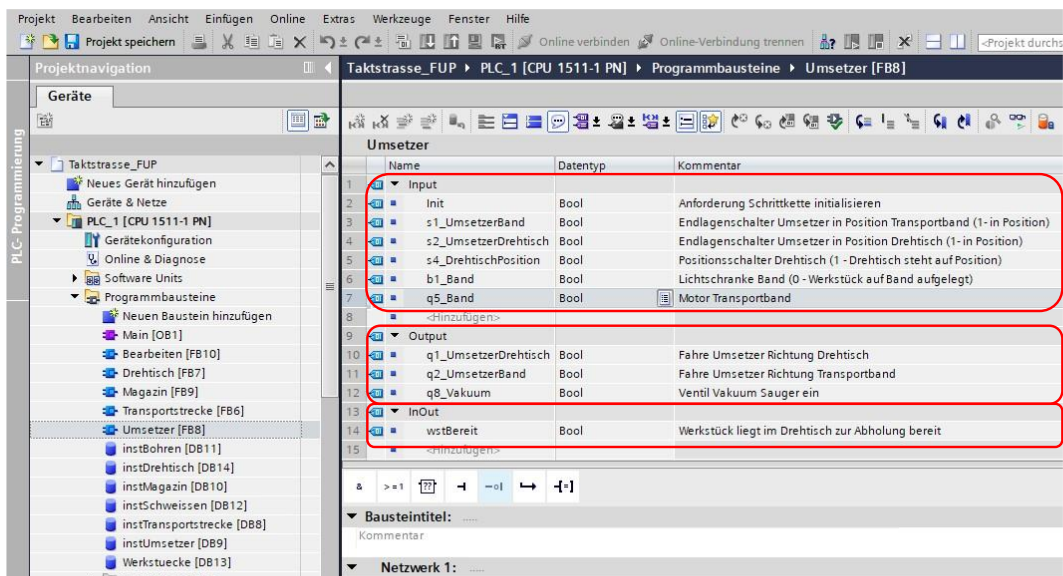 Projekt Bearbeiten Ansicht Einfügen Online Extras Werkzeuge Fenster Hilfe
Projekt speichern Online verbinden Online-Verbindung trennen <Projekt durchs
Projektnavigation
Taktstrasse_FUP PLC_1 [CPU 1511-1 PN] Programmbausteine Umsetzer [FB8]
Geräte
PLC-Programmierung
Taktstrasse_FUP
Neues Gerät hinzufügen
Geräte & Netze
PLC_1 [CPU 1511-1 PN]
Gerätekonfiguration
Online & Diagnose
Software Units
Programmbausteine
Neuen Baustein hinzufügen
Main [OB1]
Bearbeiten [FB10]
Drehtisch [FB7]
Magazin [FB9]
Transportstrecke [FB6]
Umsetzer [FB8]
instBohren [DB11]
instDrehtisch [DB14]
instMagazin [DB10]
instSchweissen [DB12]
instTransportstrecke [DB8]
instUmsetzer [DB9]
Werkstuecke [DB13]
Umsetzer
Name Datentyp Kommentar
1 Input
2 Init Bool Anforderung Schrittkette initialisieren
3 s1_UmsetzerBand Bool Endlagenschalter Umsetzer in Position Transportband (1- in Position)
4 s2_UmsetzerDrehtisch Bool Endlagenschalter Umsetzer in Position Drehtisch (1- in Position)
5 s4_DrehtischPosition Bool Positionsschalter Drehtisch (1 - Drehtisch steht auf Position)
6 b1_Band Bool Lichtschranke Band (0 - Werkstück auf Band aufgelegt)
7 q5_Band Bool Motor Transportband
8 <Hinzufügen>
9 Output
10 q1_UmsetzerDrehtisch Bool Fahre Umsetzer Richtung Drehtisch
11 q2_UmsetzerBand Bool Fahre Umsetzer Richtung Transportband
12 q8_Vakuum Bool Ventil Vakuum Sauger ein
13 InOut
14 wstBereit Bool Werkstück liegt im Drehtisch zur Abholung bereit
15 <Hinzufügen>
& >=1 ??
Bausteintitel: .....
Kommentar
Netzwerk 1: .....